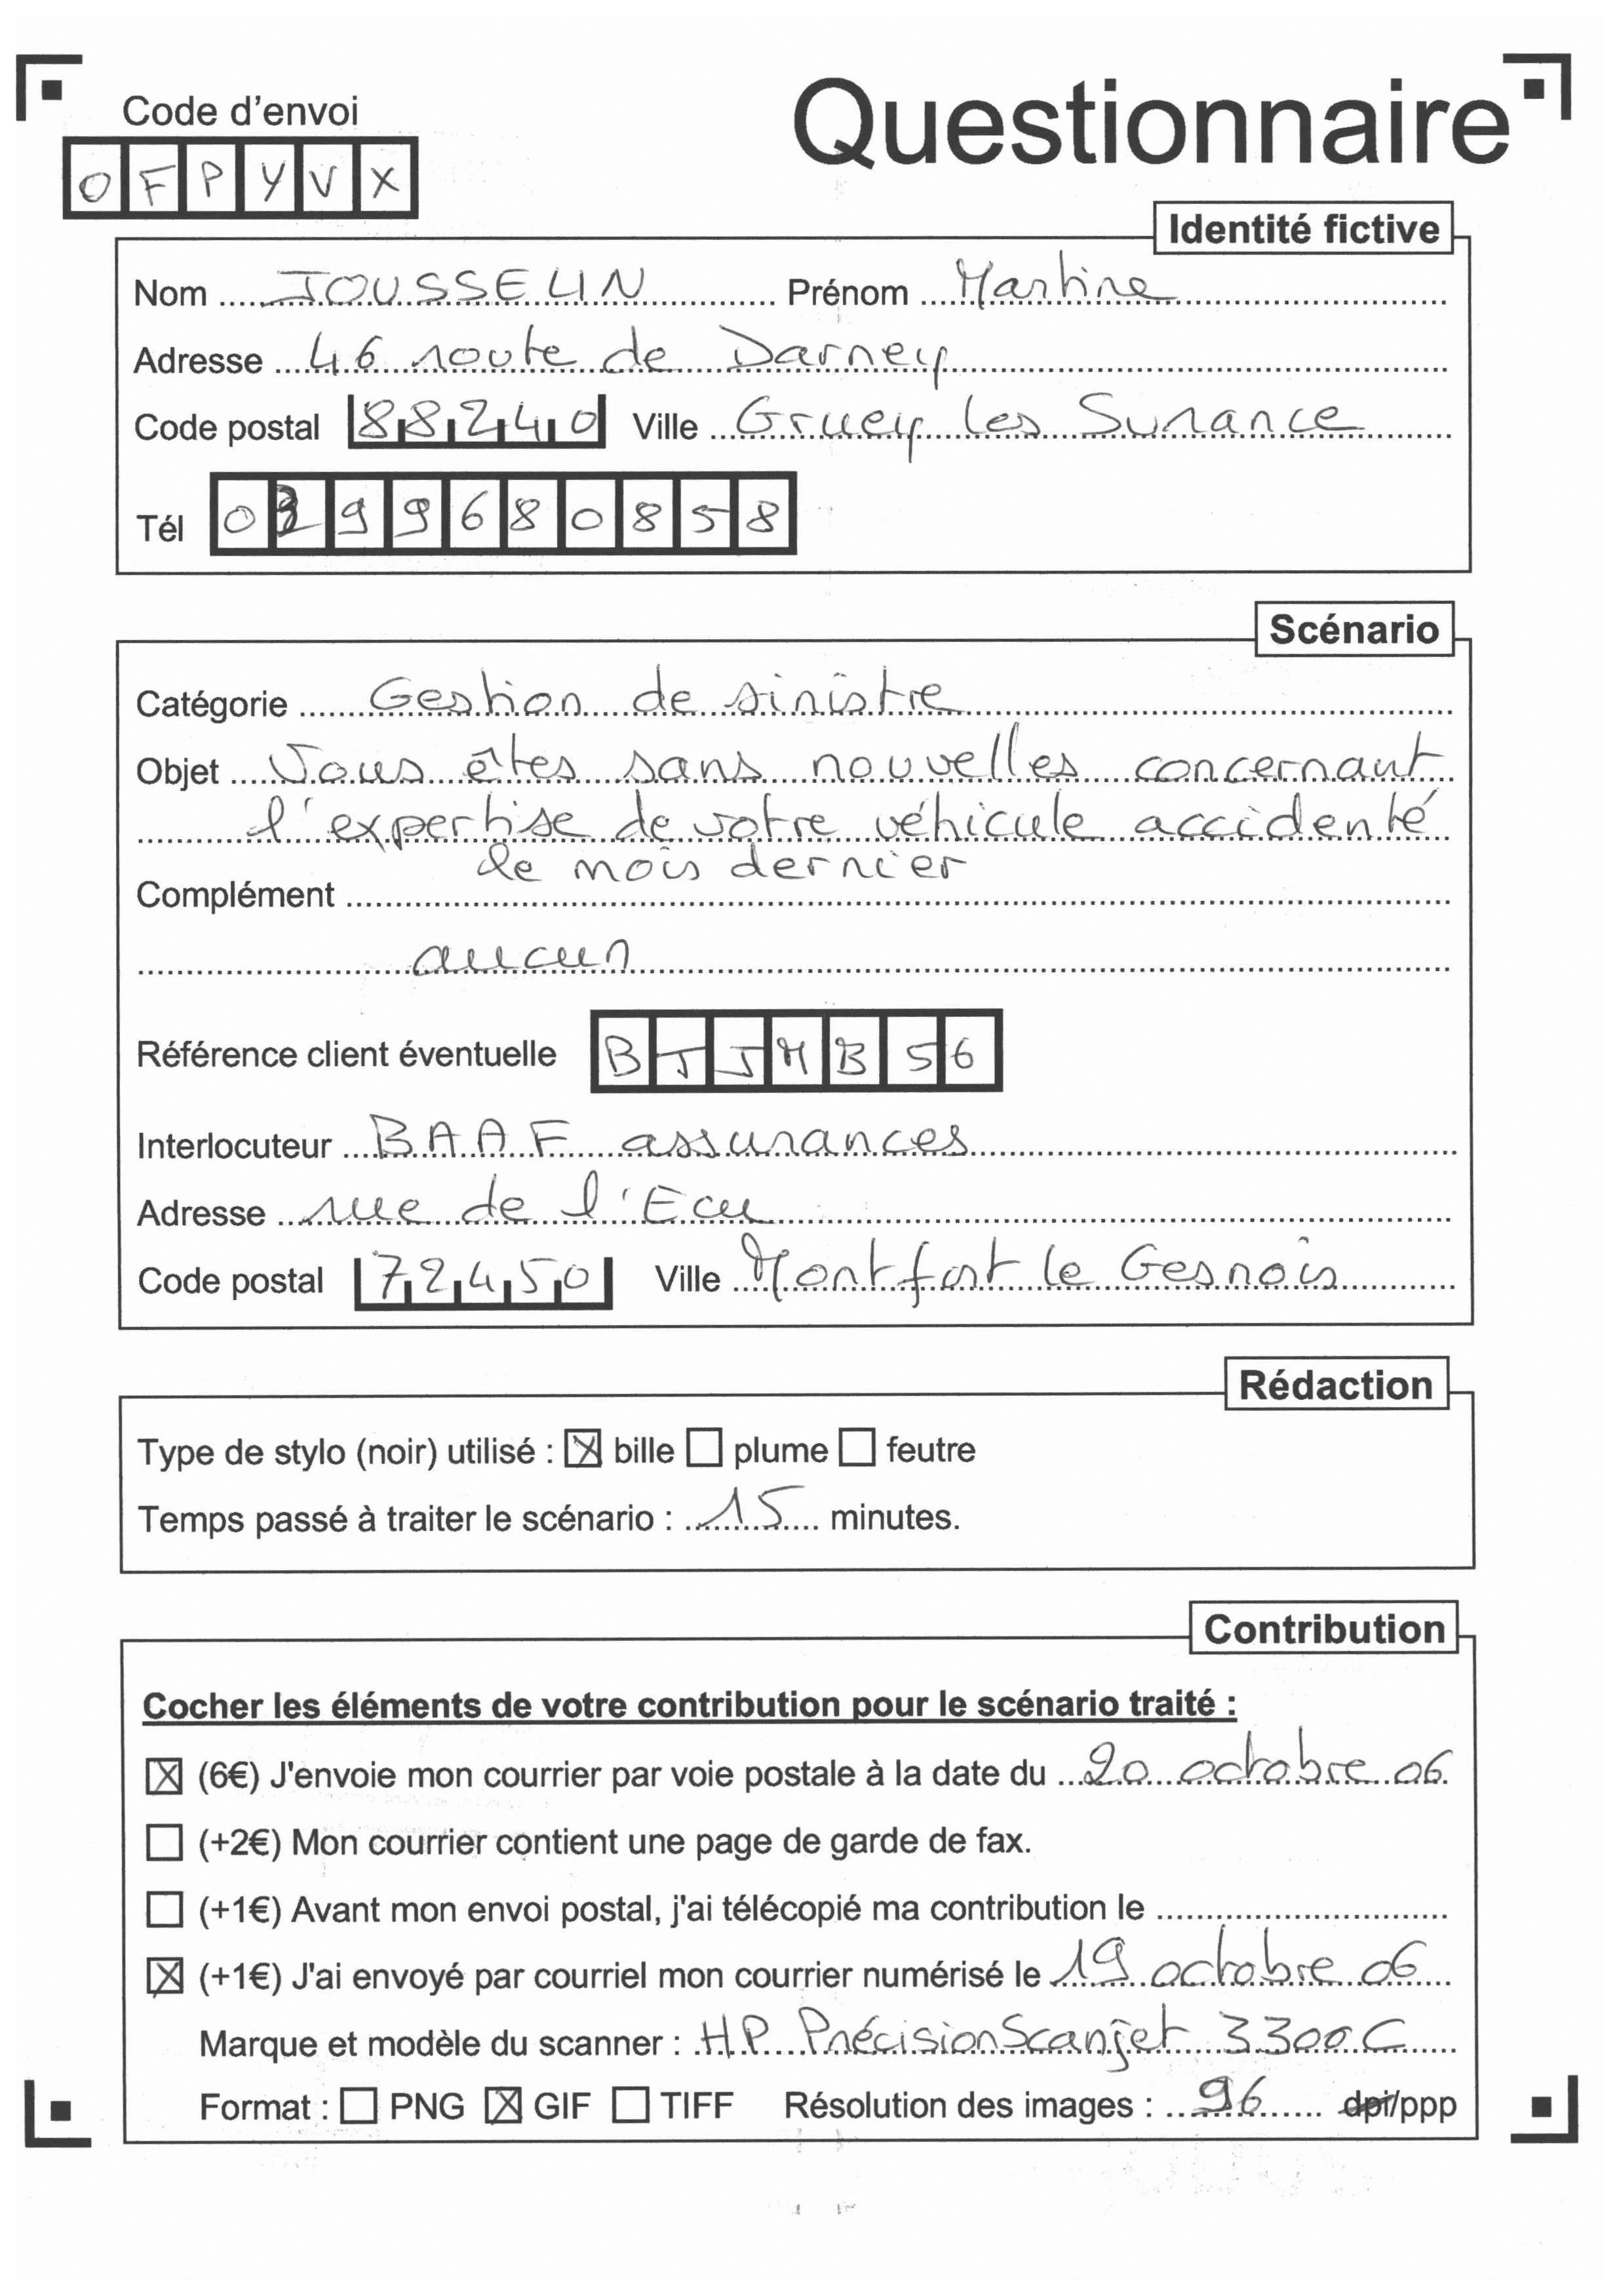 Questionnaire
Code d'envoi
OFPYVX
Identité fictive
Nom JOUSSELIN Prénom Martine
Adresse 46 route de Darney
Code postal 88240 Ville Gruey les Surance
Tél 0 99680858
Scénario
Catégorie Gestion de sinistre
Objet Vous êtes sans nouvelles concernant
l'expertise de votre véhicule accidenté
le mois dernier
Complément
aucun
Référence client éventuelle BTJMB56
Interlocuteur BAAF assurances
Adresse rue de l'Ecu
Code postal 72450 Ville Montfort le Gesnois
Rédaction
Type de stylo (noir) utilisé : ☒ bille ☐ plume ☐ feutre
Temps passé à traiter le scénario : 15 minutes.
Contribution
Cocher les éléments de votre contribution pour le scénario traité :
☒ (6€) J'envoie mon courrier par voie postale à la date du 20 octobre 06
☐ (+2€) Mon courrier contient une page de garde de fax.
☐ (+1€) Avant mon envoi postal, j'ai télécopié ma contribution le
☒ (+1€) J'ai envoyé par courriel mon courrier numérisé le 19 octobre 06
Marque et modèle du scanner : HP PrécisionScanjet 3300C
Format : ☐ PNG ☒ GIF ☐ TIFF Résolution des images : 96 dpi/ppp